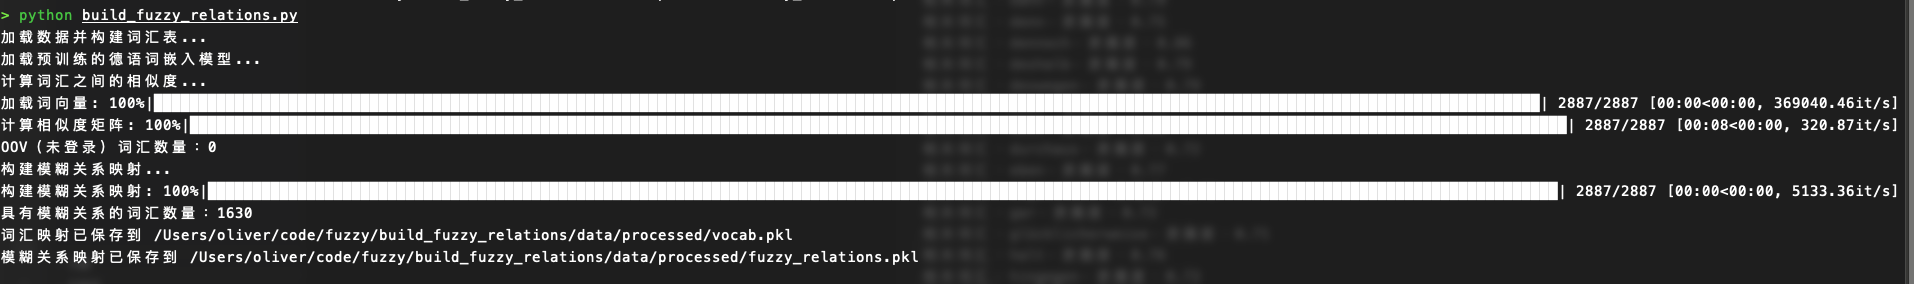 > python build_fuzzy_relations.py
加载数据并构建词汇表...
加载预训练的德语词嵌入模型...
计算词汇之间的相似度...
加载词向量: 100%| | 2887/2887 [00:00<00:00, 369040.46it/s]
计算相似度矩阵: 100%| | 2887/2887 [00:08<00:00, 320.87it/s]
OOV（未登录）词汇数量：0
构建模糊关系映射...
构建模糊关系映射: 100%| | 2887/2887 [00:00<00:00, 5133.36it/s]
具有模糊关系的词汇数量：1630
词汇映射已保存到 /Users/oliver/code/fuzzy/build_fuzzy_relations/data/processed/vocab.pkl
模糊关系映射已保存到 /Users/oliver/code/fuzzy/build_fuzzy_relations/data/processed/fuzzy_relations.pkl